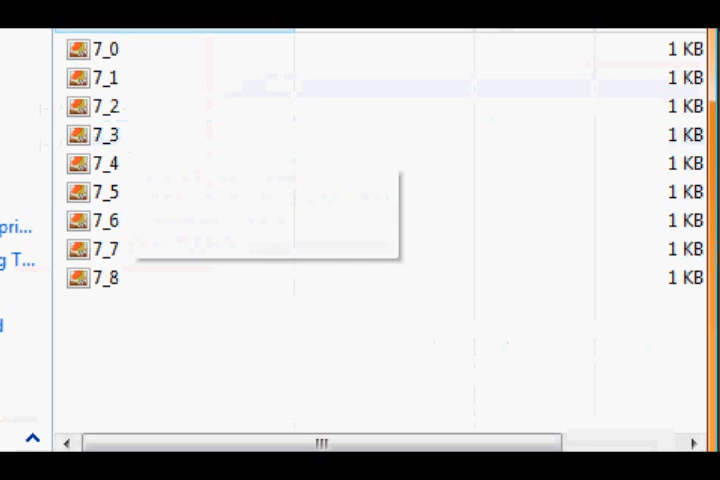 7_0 1 KB
7_1 1 KB
7_2 1 KB
7_3 1 KB
7_4 1 KB
7_5 1 KB
pri...
7_6 1 KB
7_7 1 KB
g T...
7_8 1 KB
d